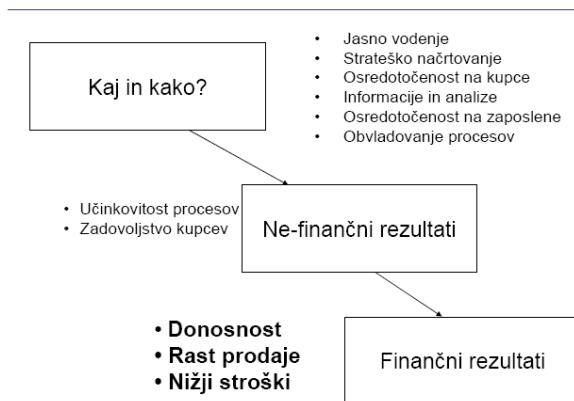 Kaj in kako?
• Jasno vodenje
• Strateško načrtovanje
• Osredotočenost na kupce
• Informacije in analize
• Osredotočenost na zaposlene
• Obvladovanje procesov
• Učinkovitost procesov
• Zadovoljstvo kupcev
Ne-finančni rezultati
• Donosnost
• Rast prodaje
• Nižji stroški
Finančni rezultati